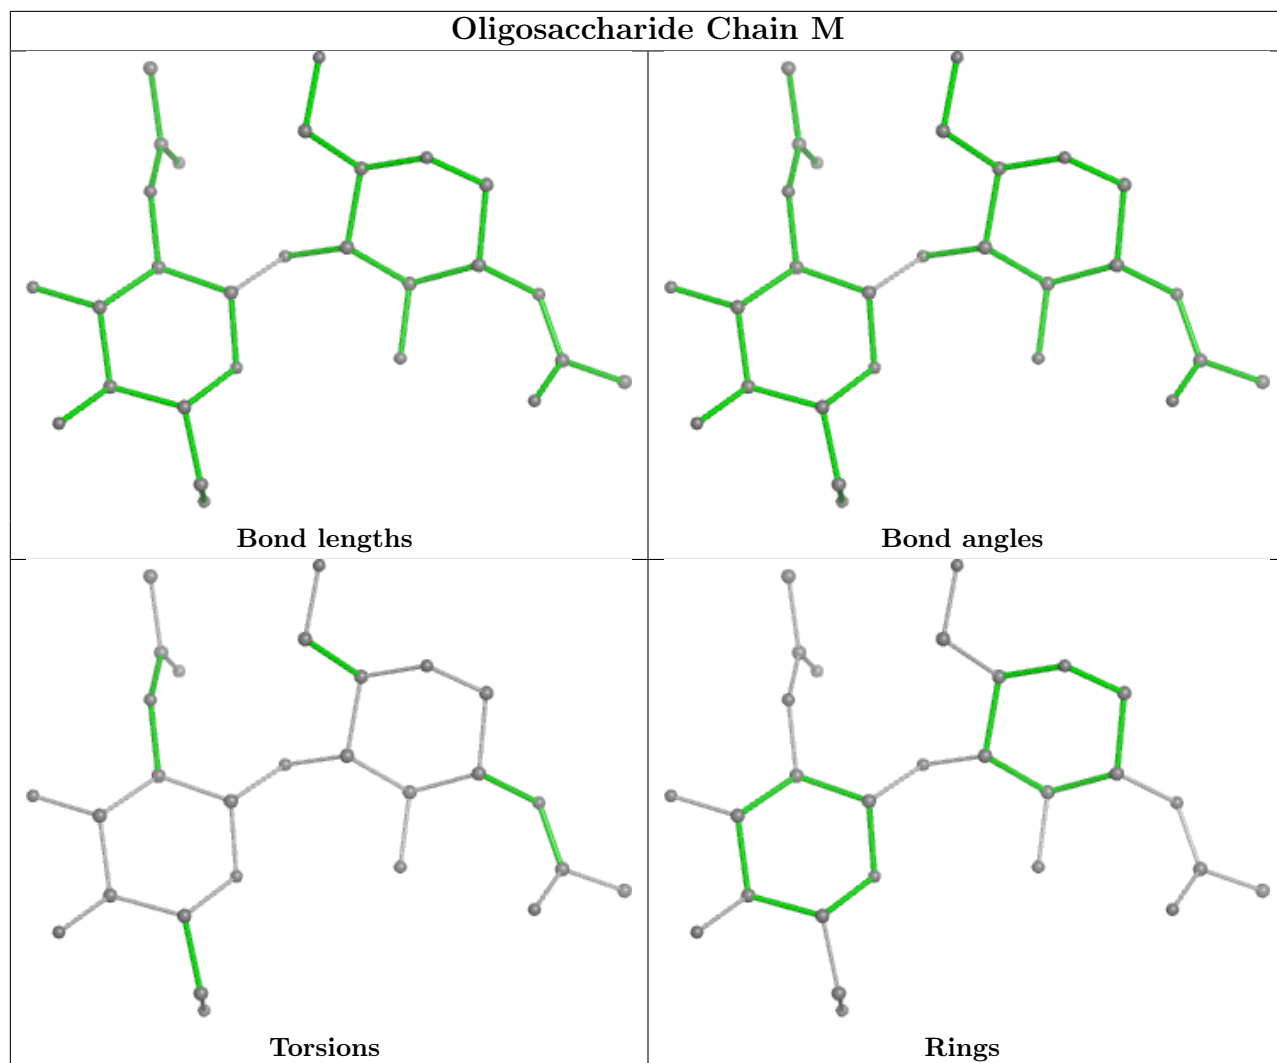 Oligosaccharide Chain M
Bond lengths
Bond angles
Torsions
Rings